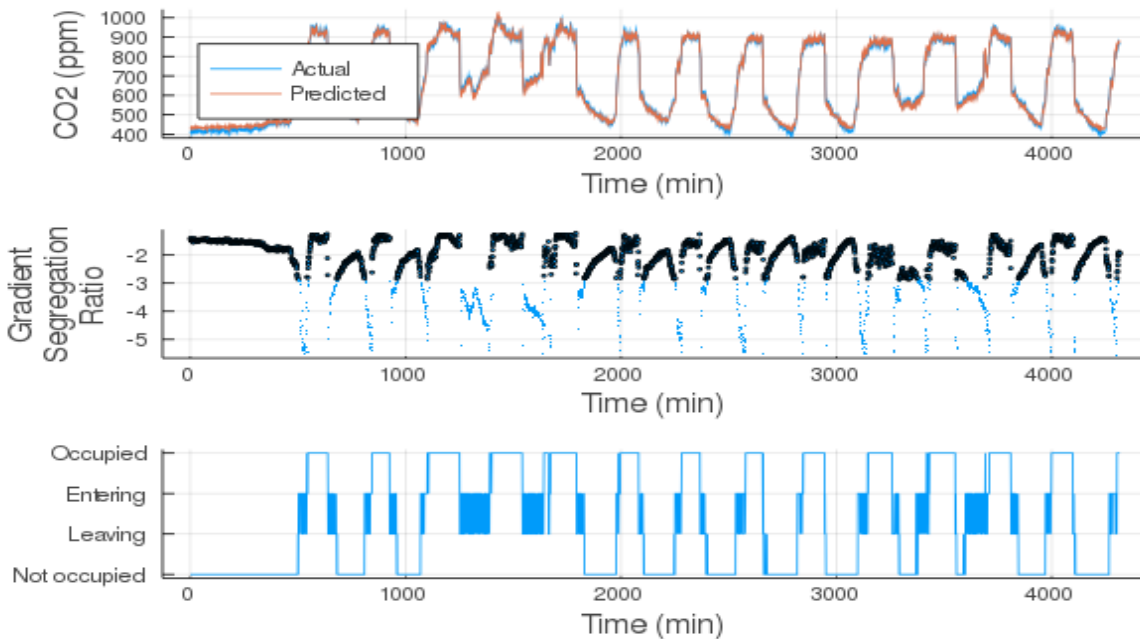 CO2 (ppm)
1000
900
800
700
600
500
400
Actual
Predicted
0 1000 2000 3000 4000
Time (min)
Gradient
Segregation
Ratio
-2
-3
-4
-5
0 1000 2000 3000 4000
Time (min)
Occupied
Entering
Leaving
Not occupied
0 1000 2000 3000 4000
Time (min)